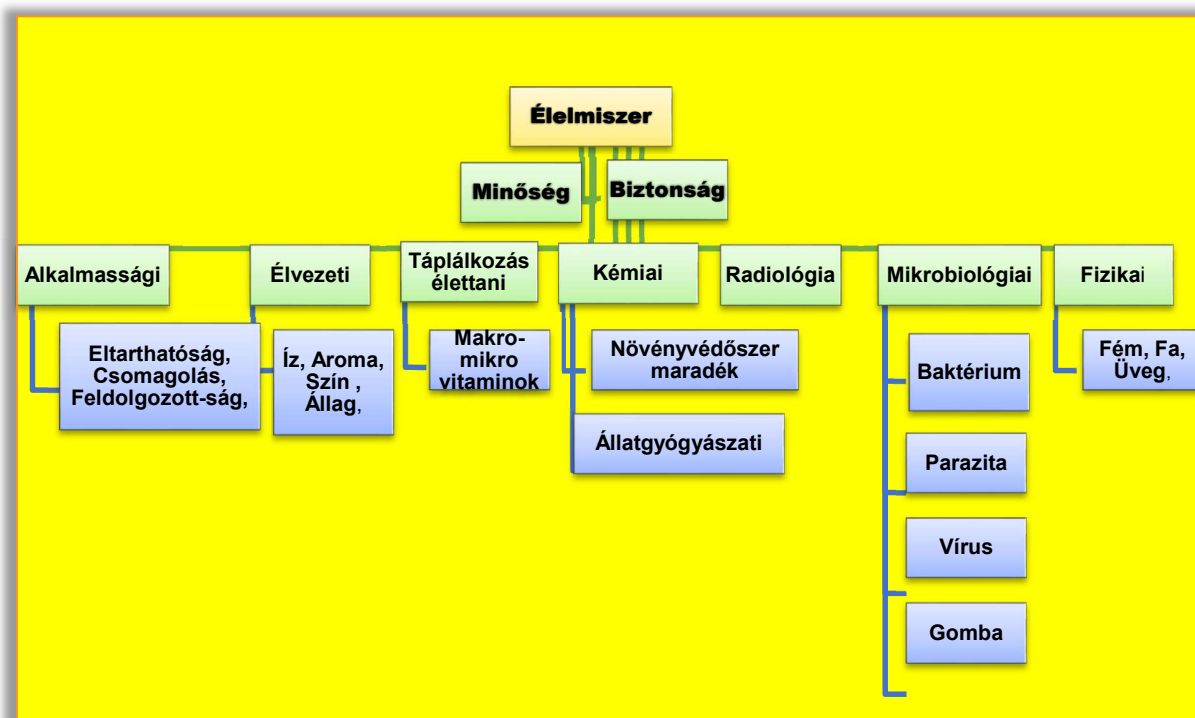 Élelmiszer
Minőség
Biztonság
Alkalmassági
Élvezeti
Táplálkozás
élettani
Kémiai
Radiológia
Mikrobiológiai
Fizikai
Eltarthatóság,
Csomagolás,
Feldolgozott-ság,
Íz, Aroma,
Szín ,
Állag,
Makro-
mikro
vitaminok
Növényvédőszer
maradék
Állatgyógyászati
Baktérium
Parazita
Vírus
Gomba
Fém, Fa,
Üveg,